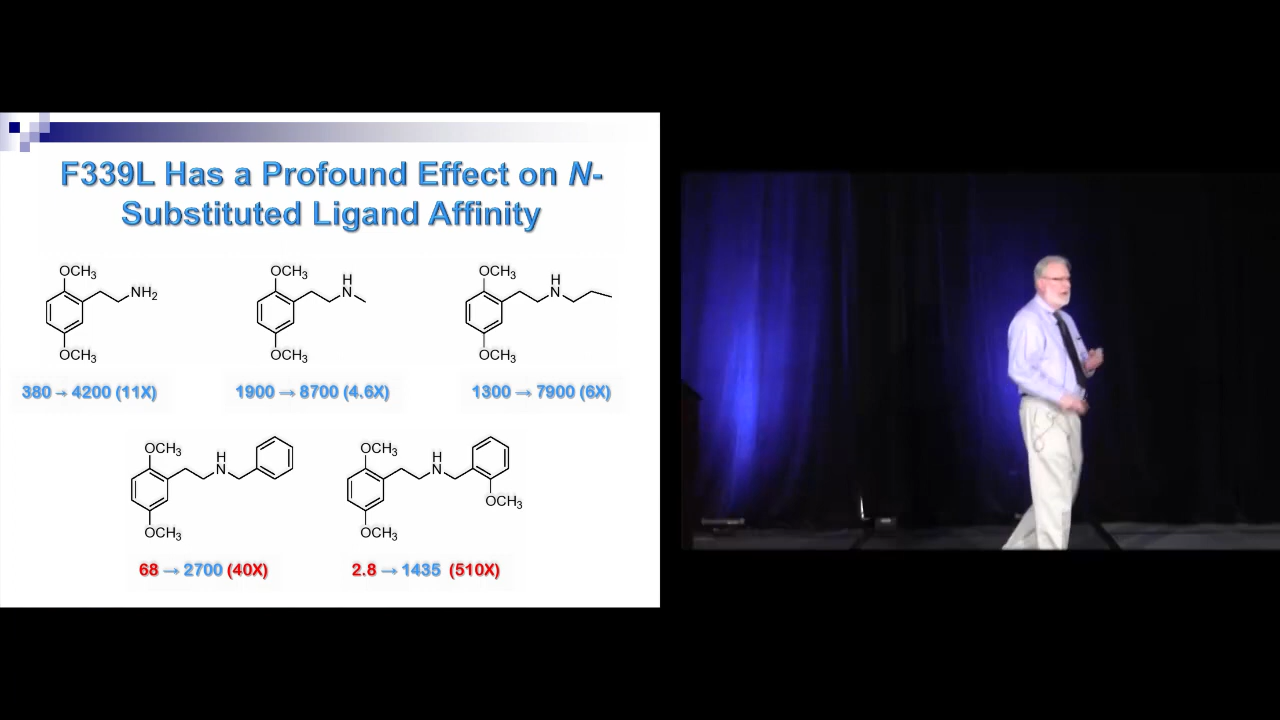 F339L Has a Profound Effect on N-
Substituted Ligand Affinity
OCH3
NH2
OCH3
OCH3
H
N
OCH3
OCH3
H
N
OCH3
380 → 4200 (11X)
1900 → 8700 (4.6X)
1300 → 7900 (6X)
OCH3
H
N
OCH3
OCH3
H
N
OCH3
OCH3
68 → 2700 (40X)
2.8 → 1435 (510X)